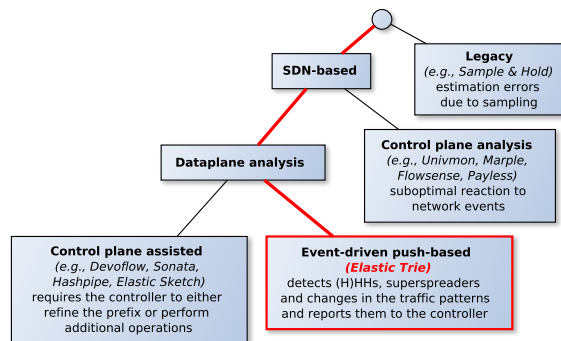 Legacy
(e.g., Sample & Hold)
estimation errors
due to sampling
SDN-based
Control plane analysis
(e.g., Univmon, Marple,
Flowsense, Payless)
suboptimal reaction to
network events
Dataplane analysis
Control plane assisted
(e.g., Devoflow, Sonata,
Hashpipe, Elastic Sketch)
requires the controller to either
refine the prefix or perform
additional operations
Event-driven push-based
(Elastic Trie)
detects (H)HHs, superspreaders
and changes in the traffic patterns
and reports them to the controller